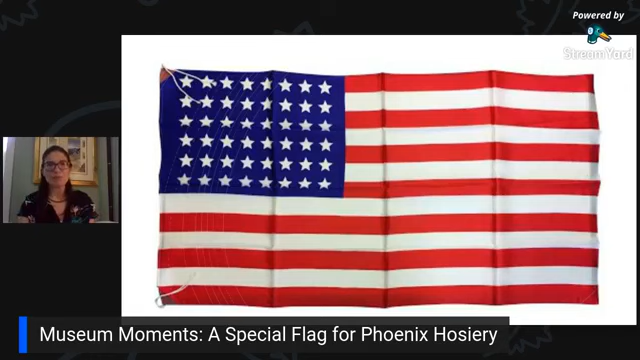 Powered by
StreamYard
Museum Moments: A Special Flag for Phoenix Hosiery